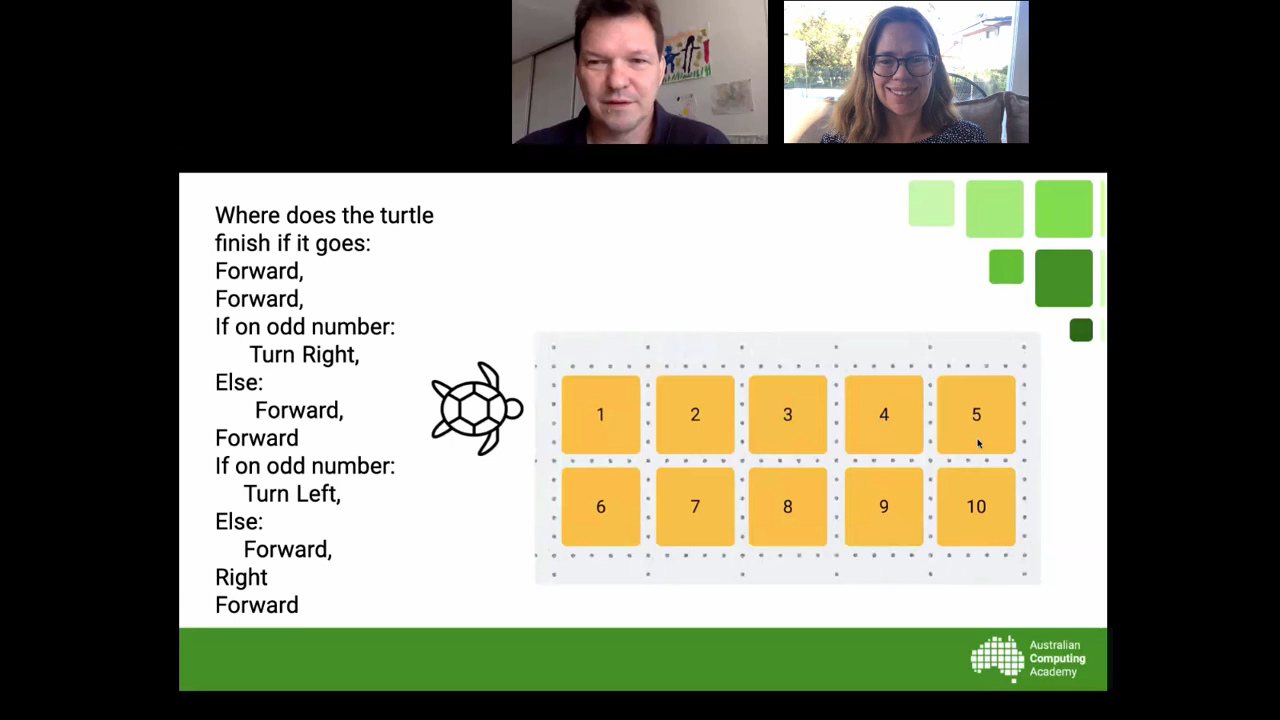 Where does the turtle
finish if it goes:
Forward,
Forward,
If on odd number:
Turn Right,
Else:
Forward,
Forward
If on odd number:
Turn Left,
Else:
Forward,
Right
Forward
1 2 3 4 5
6 7 8 9 10
Australian
Computing
Academy